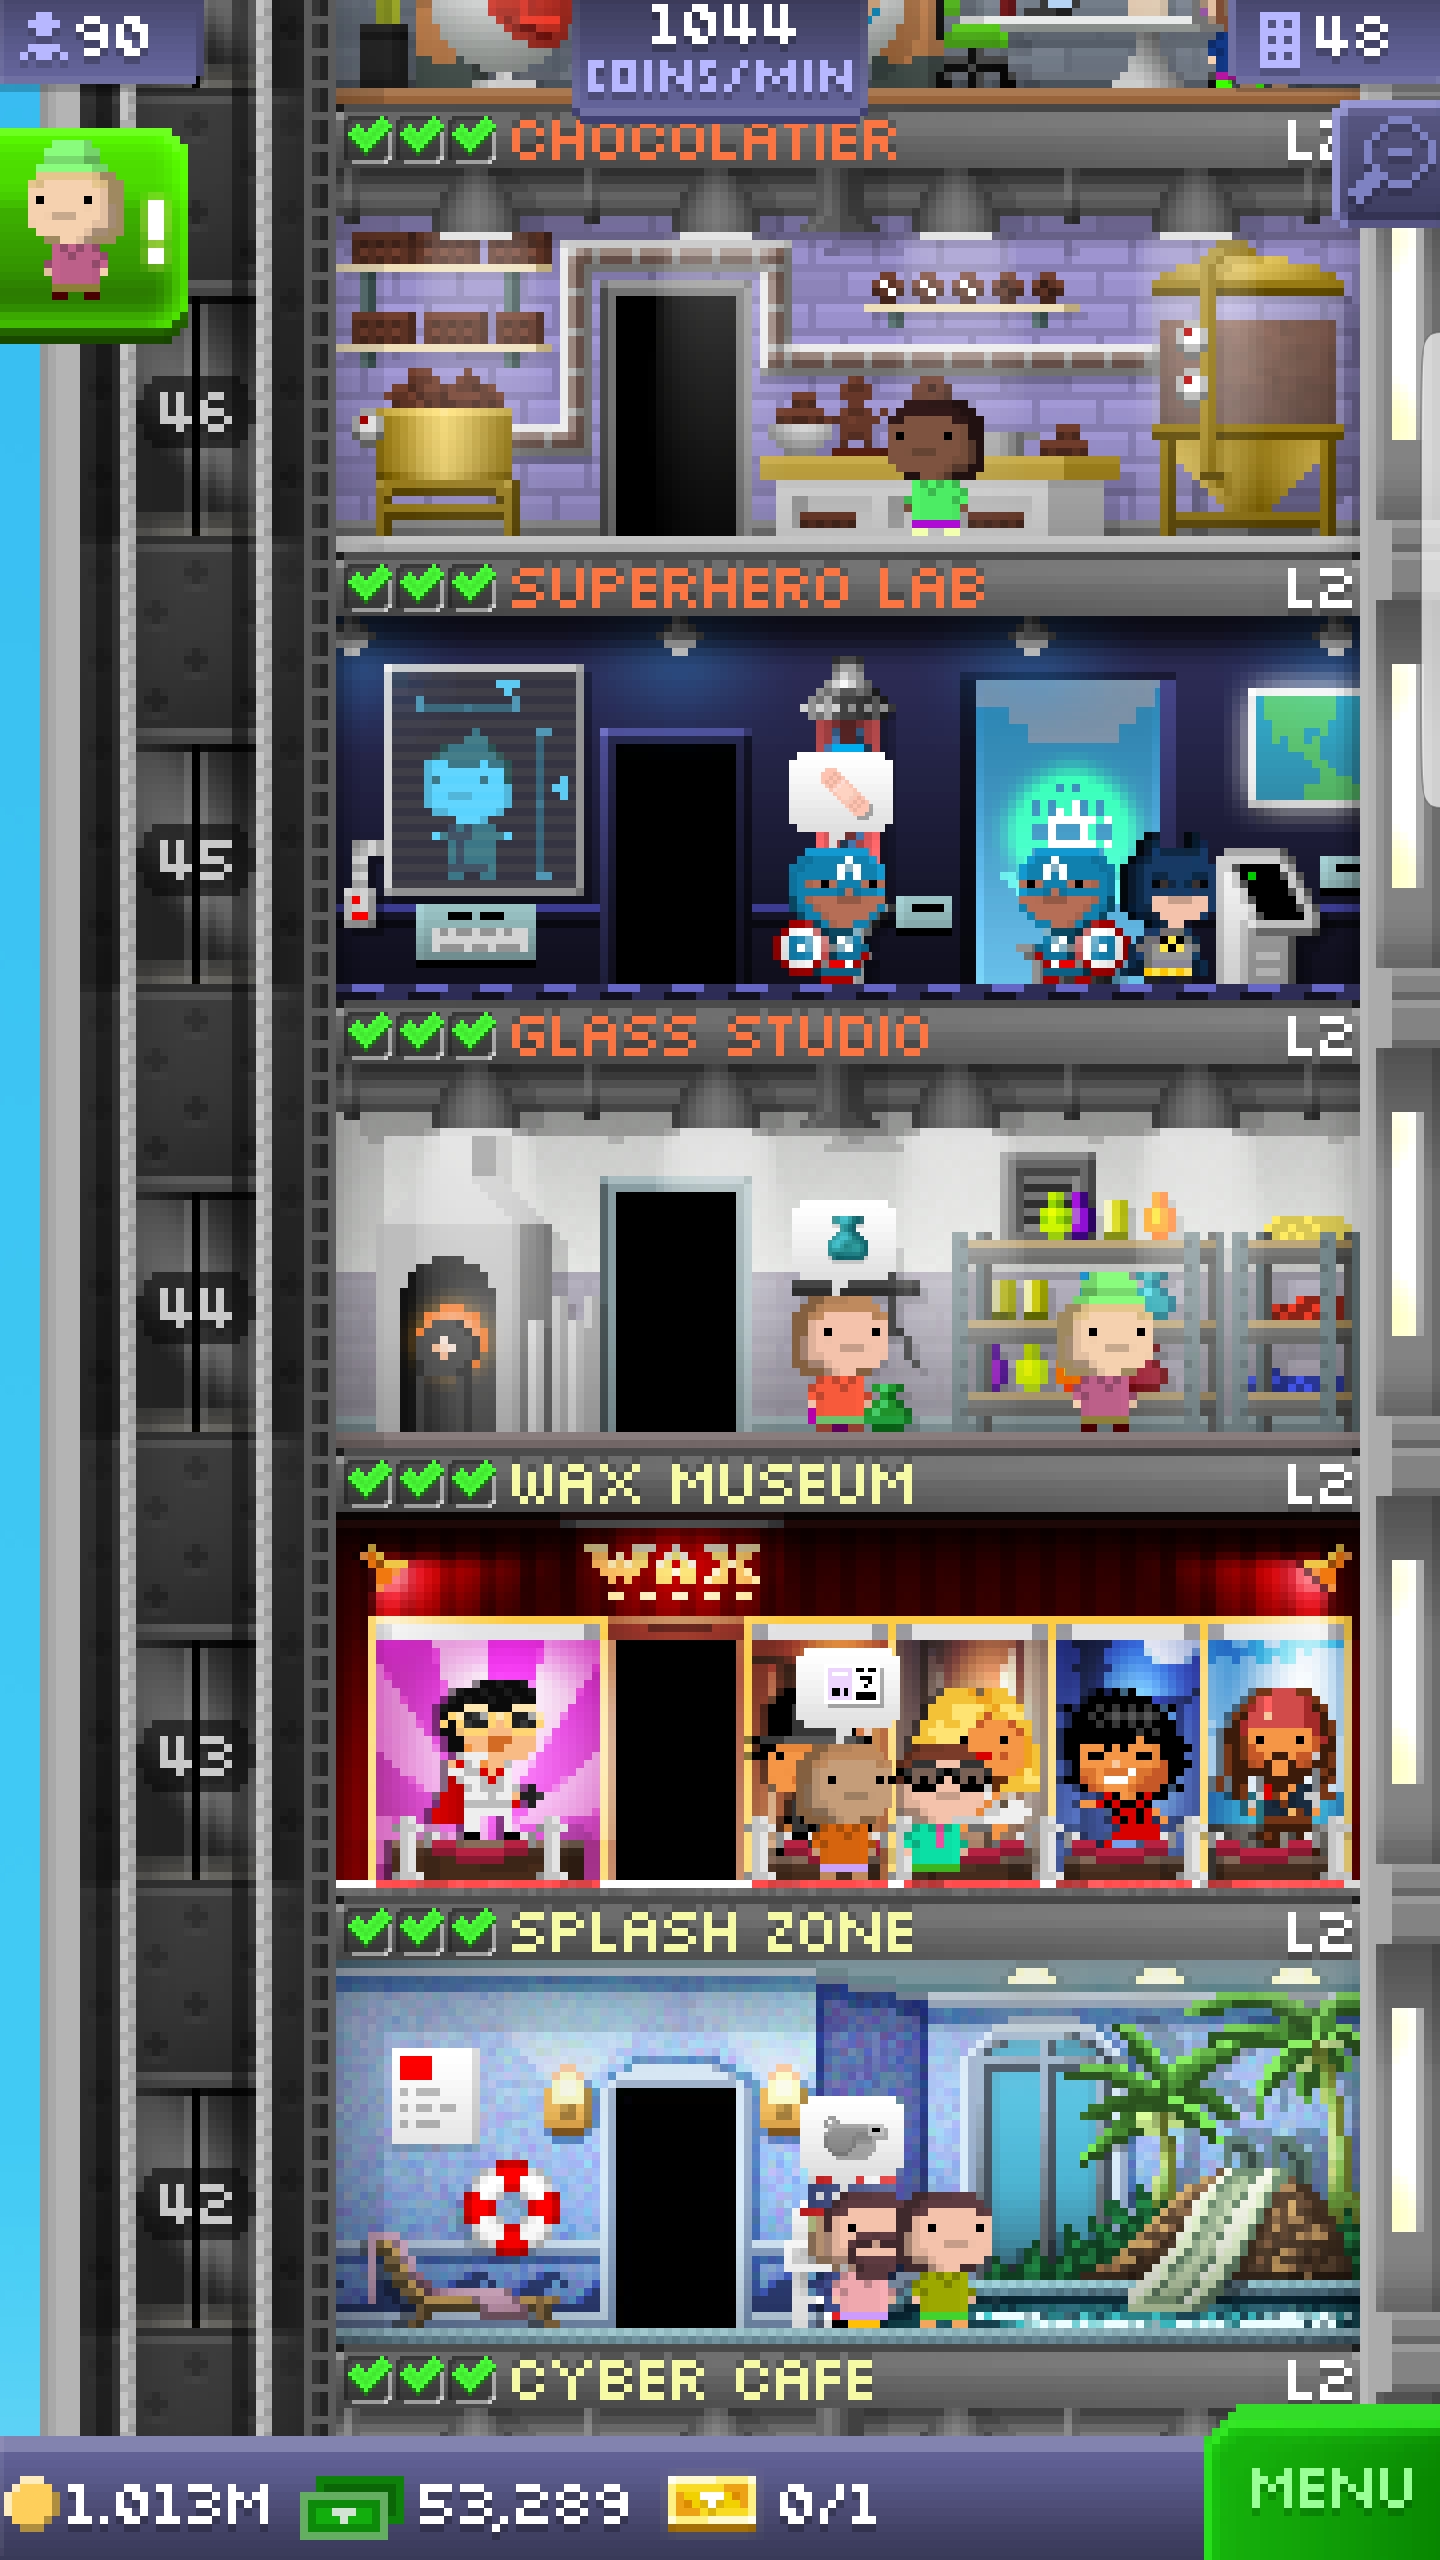 90
1044
COINS/MIN
48
CHOCOLATIER
L2
46
SUPERHERO LAB
L2
45
GLASS STUDIO
L2
44
WAX MUSEUM
L2
WAX
43
SPLASH ZONE
L2
42
CYBER CAFE
L2
1.013M
53,289
0/1
MENU